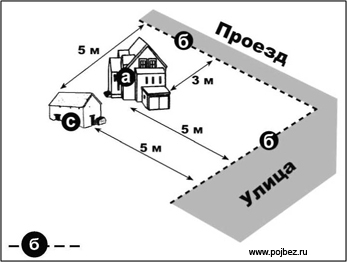 Проезд
б
5 м
а
3 м
с
5 м
б
5 м
Улица
б
www.pojbez.ru